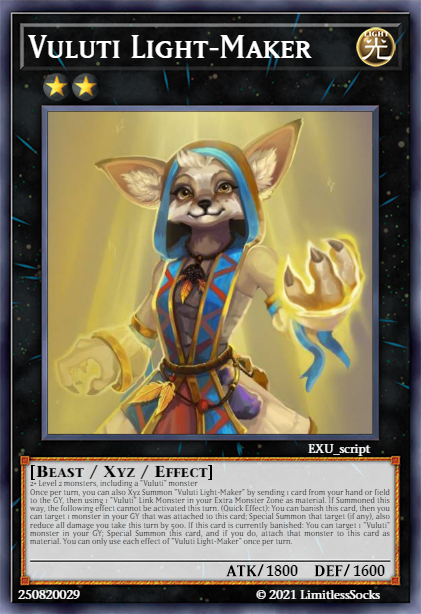 Vuluti Light-Maker
LIGHT
光
EXU_script
[Beast / Xyz / Effect]
2+ Level 2 monsters, including a "Vuluti" monster
Once per turn, you can also Xyz Summon "Vuluti Light-Maker" by sending 1 card from your hand or field
to the GY, then using 1 "Vuluti" Link Monster in your Extra Monster Zone as material. If Summoned this
way, the following effect cannot be activated this turn. (Quick Effect): You can banish this card, then you
can target 1 monster in your GY that was attached to this card; Special Summon that target (if any), also
reduce all damage you take this turn by 500. If this card is currently banished: You can target 1 "Vuluti"
monster in your GY; Special Summon this card, and if you do, attach that monster to this card as
material. You can only use each effect of "Vuluti Light-Maker" once per turn.
ATK/1800 DEF/1600
250820029
© 2021 LimitlessSocks